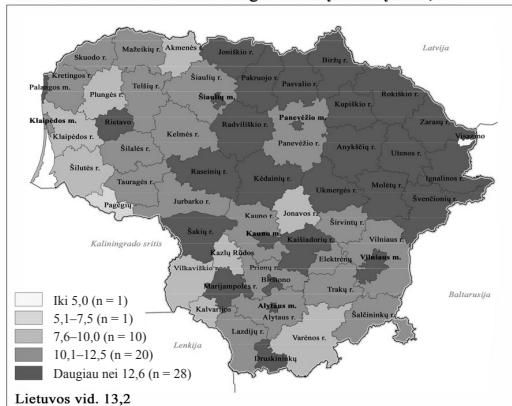 Latvija
Skuodo r.
Mažeikių r.
Akmenės r.
Joniškio r.
Biržų r.
Kretingos r.
Palangos m.
Plungės r.
Telšių r.
Šiaulių r.
Pakruojo r.
Pasvalio r.
Rokiškio r.
Klaipėdos m.
Rietavo
Šiaulių m.
Kupiškio r.
Zarasų r.
Klaipėdos r.
Kelmės r.
Radviliškio r.
Panevėžio m.
Panevėžio r.
Visagino
Šilutės r.
Šilalės r.
Anykščių r.
Utenos r.
Tauragės r.
Raseinių r.
Kėdainių r.
Ignalinos r.
Pagėgių
Jurbarko r.
Ukmergės r.
Molėtų r.
Švenčionių r.
Jonavos r.
Kaliningrado sritis
Šakių r.
Kauno r.
Kauno m.
Širvintų r.
Kaišiadorių r.
Vilniaus r.
Kazlų Rūdos
Elektrėnų
Vilniaus m.
Vilkaviškio r.
Prienų r.
Marijampolės r.
Birštono
Trakų r.
Baltarusija
Kalvarijos
Alytaus m.
Alytaus r.
Šalčininkų r.
Lenkija
Lazdijų r.
Varėnos r.
Druskininkų
Iki 5,0 (n = 1)
5,1–7,5 (n = 1)
7,6–10,0 (n = 10)
10,1–12,5 (n = 20)
Daugiau nei 12,6 (n = 28)
Lietuvos vid. 13,2